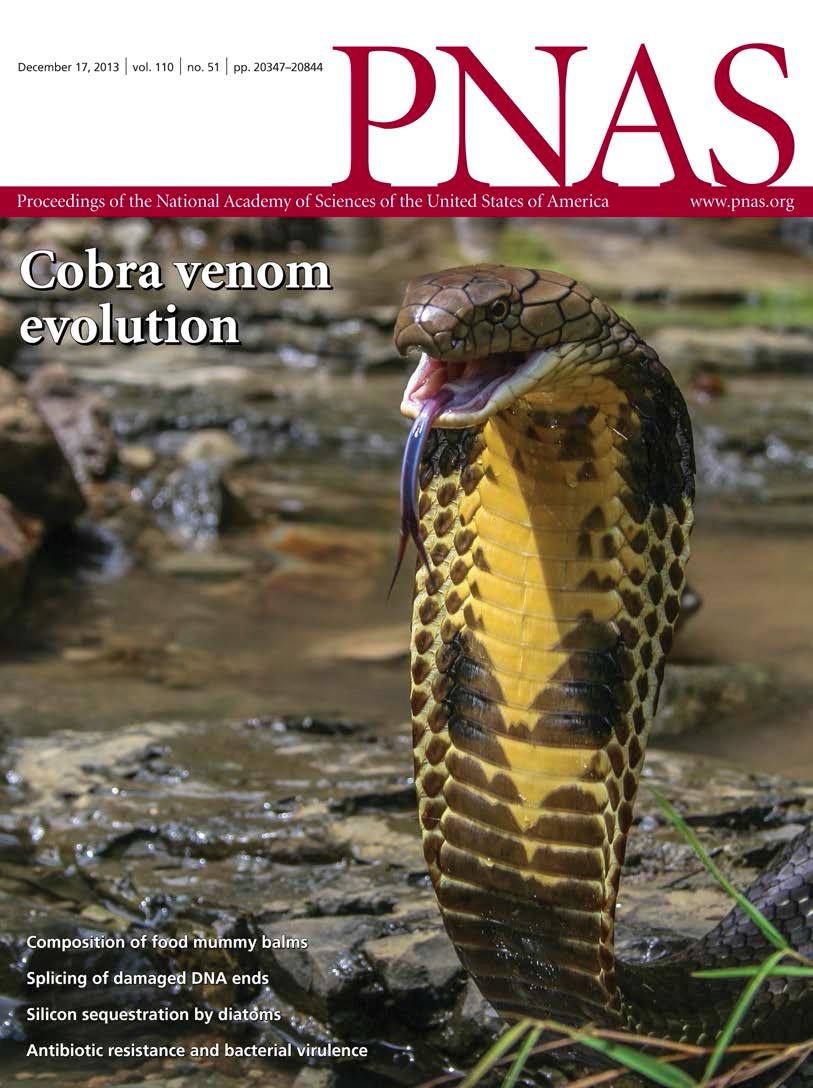 December 17, 2013 | vol. 110 | no. 51 | pp. 20347–20844
PNAS
Proceedings of the National Academy of Sciences of the United States of America www.pnas.org
Cobra venom
evolution
Composition of food mummy balms
Splicing of damaged DNA ends
Silicon sequestration by diatoms
Antibiotic resistance and bacterial virulence